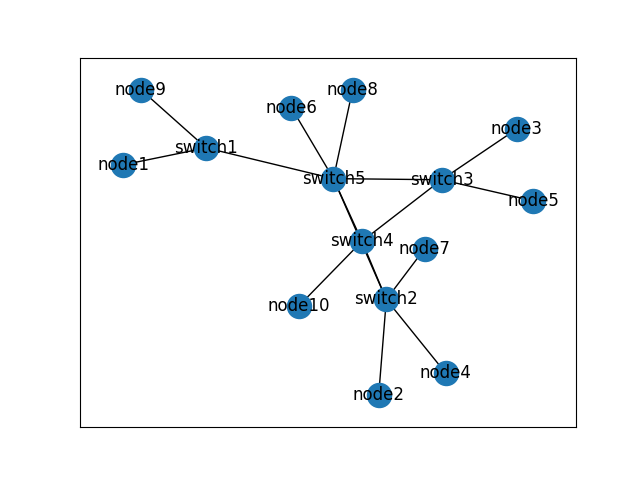 node9
node8
node6
node3
switch1
node1
switch5
switch3
node5
switch4
node7
switch2
node10
node4
node2